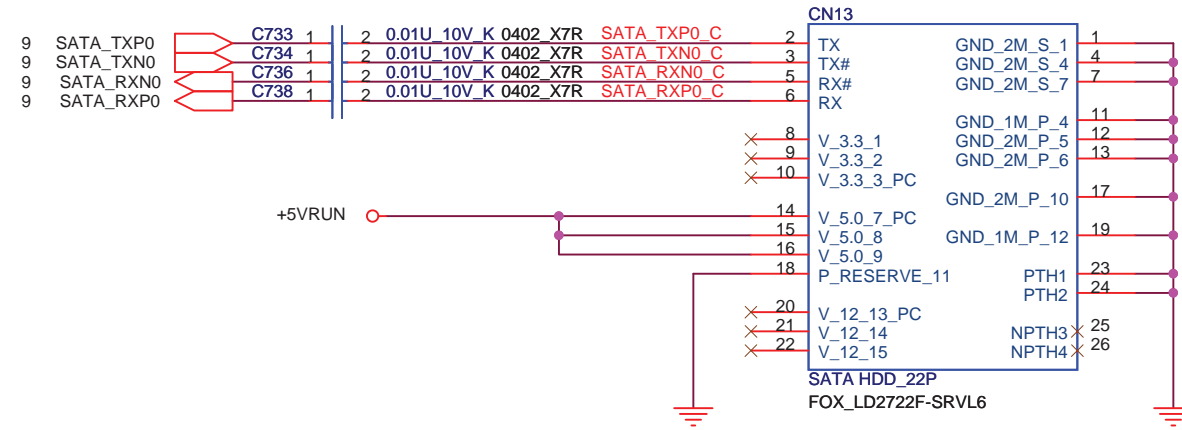 CN13
9 SATA_TXP0 C733 1 2 0.01U_10V_K 0402_X7R SATA_TXP0_C 2 TX GND_2M_S_1 1
9 SATA_TXN0 C734 1 2 0.01U_10V_K 0402_X7R SATA_TXN0_C 3 TX# GND_2M_S_4 4
9 SATA_RXN0 C736 1 2 0.01U_10V_K 0402_X7R SATA_RXN0_C 5 RX# GND_2M_S_7 7
9 SATA_RXP0 C738 1 2 0.01U_10V_K 0402_X7R SATA_RXP0_C 6 RX
GND_1M_P_4 11
8 V_3.3_1 GND_2M_P_5 12
9 V_3.3_2 GND_2M_P_6 13
10 V_3.3_3_PC
GND_2M_P_10 17
+5VRUN 14 V_5.0_7_PC
15 V_5.0_8 GND_1M_P_12 19
16 V_5.0_9
18 P_RESERVE_11 PTH1 23
PTH2 24
20 V_12_13_PC
21 V_12_14 NPTH3 25
22 V_12_15 NPTH4 26
SATA HDD_22P
FOX_LD2722F-SRVL6